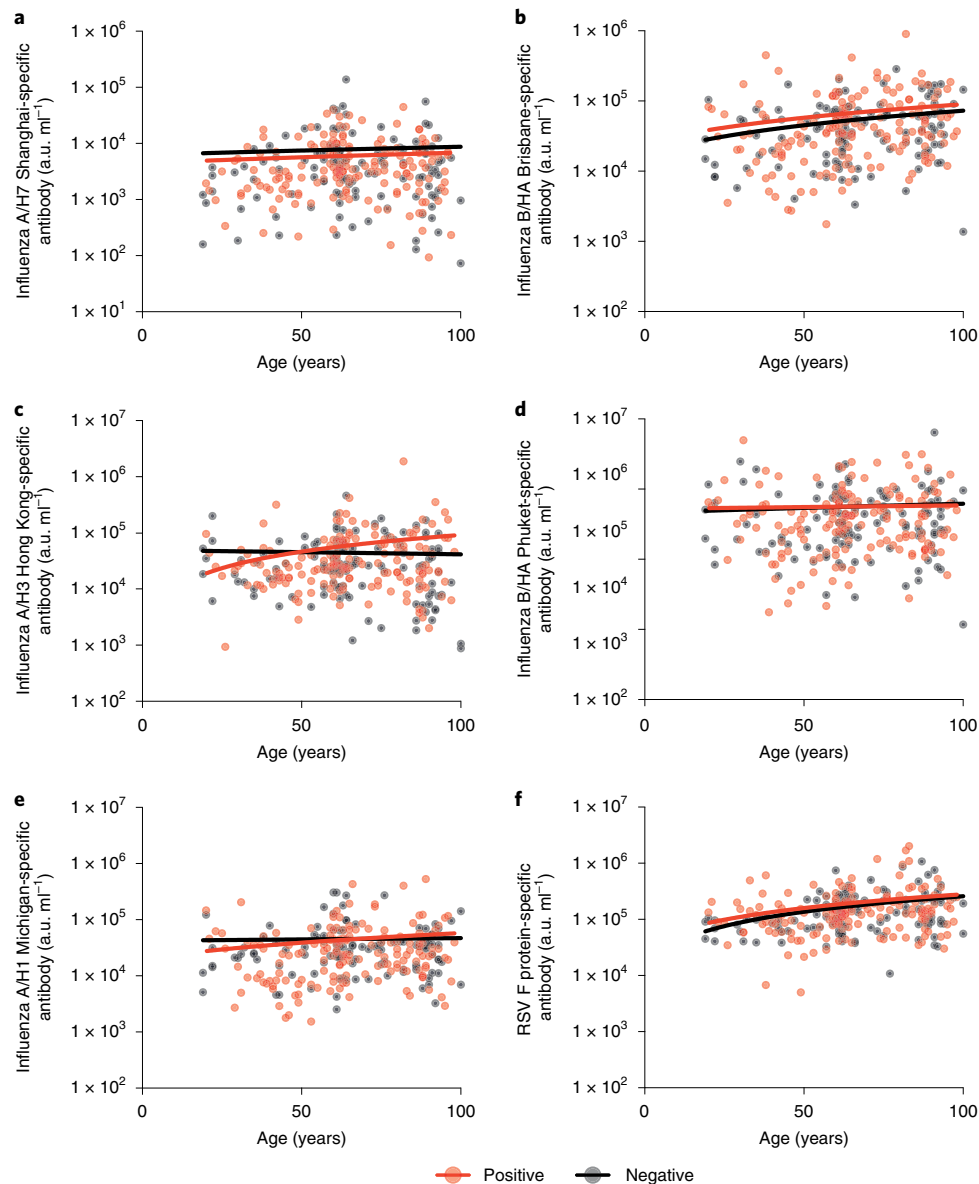 a
1 × 10⁶
1 × 10⁵
1 × 10⁴
1 × 10³
1 × 10²
1 × 10¹
Influenza A/H7 Shanghai-specific
antibody (a.u. ml⁻¹)
0
50
100
Age (years)
b
1 × 10⁶
1 × 10⁵
1 × 10⁴
1 × 10³
1 × 10²
Influenza B/HA Brisbane-specific
antibody (a.u. ml⁻¹)
0
50
100
Age (years)
c
1 × 10⁷
1 × 10⁶
1 × 10⁵
1 × 10⁴
1 × 10³
1 × 10²
Influenza A/H3 Hong Kong-specific
antibody (a.u. ml⁻¹)
0
50
100
Age (years)
d
1 × 10⁷
1 × 10⁶
1 × 10⁵
1 × 10⁴
1 × 10³
1 × 10²
Influenza B/HA Phuket-specific
antibody (a.u. ml⁻¹)
0
50
100
Age (years)
e
1 × 10⁷
1 × 10⁶
1 × 10⁵
1 × 10⁴
1 × 10³
1 × 10²
Influenza A/HH1 Michigan-specific
antibody (a.u. ml⁻¹)
0
50
100
Age (years)
f
1 × 10⁷
1 × 10⁶
1 × 10⁵
1 × 10⁴
1 × 10³
1 × 10²
RSV F protein-specific
antibody (a.u. ml⁻¹)
0
50
100
Age (years)
Positive
Negative